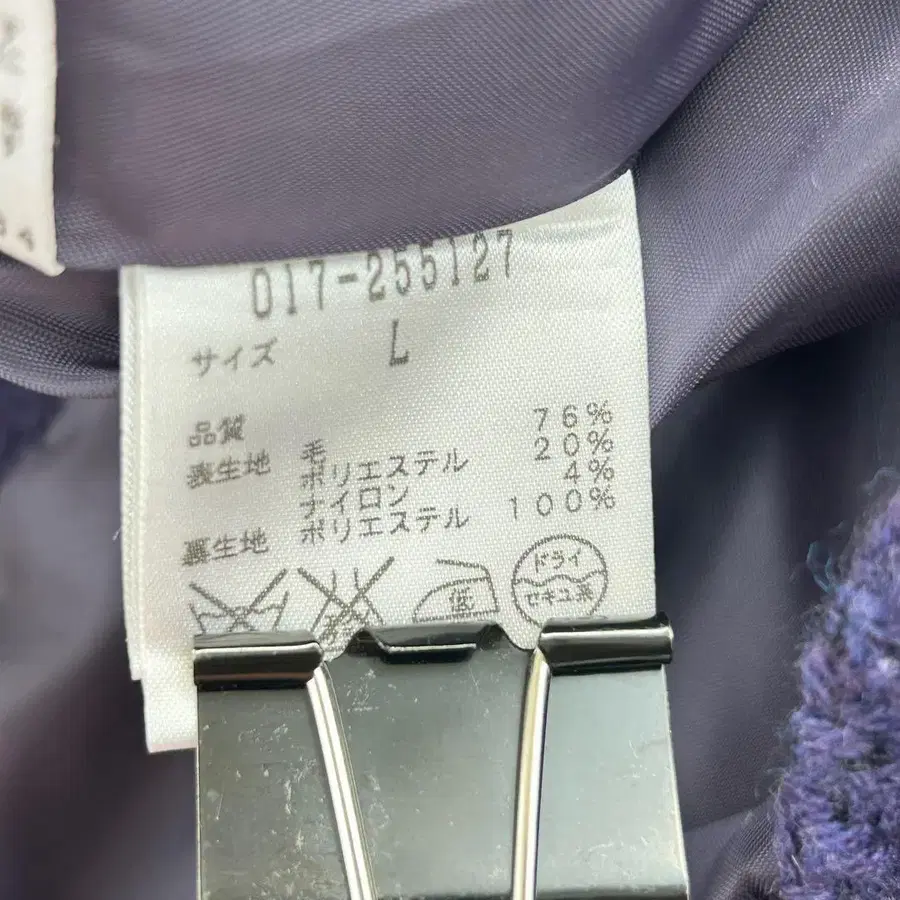 017-255127
サイズ L
品質
表生地 毛 76%
ポリエステル 20%
ナイロン 4%
裏生地 ポリエステル 100%
低
ドライ
セキユ系
04